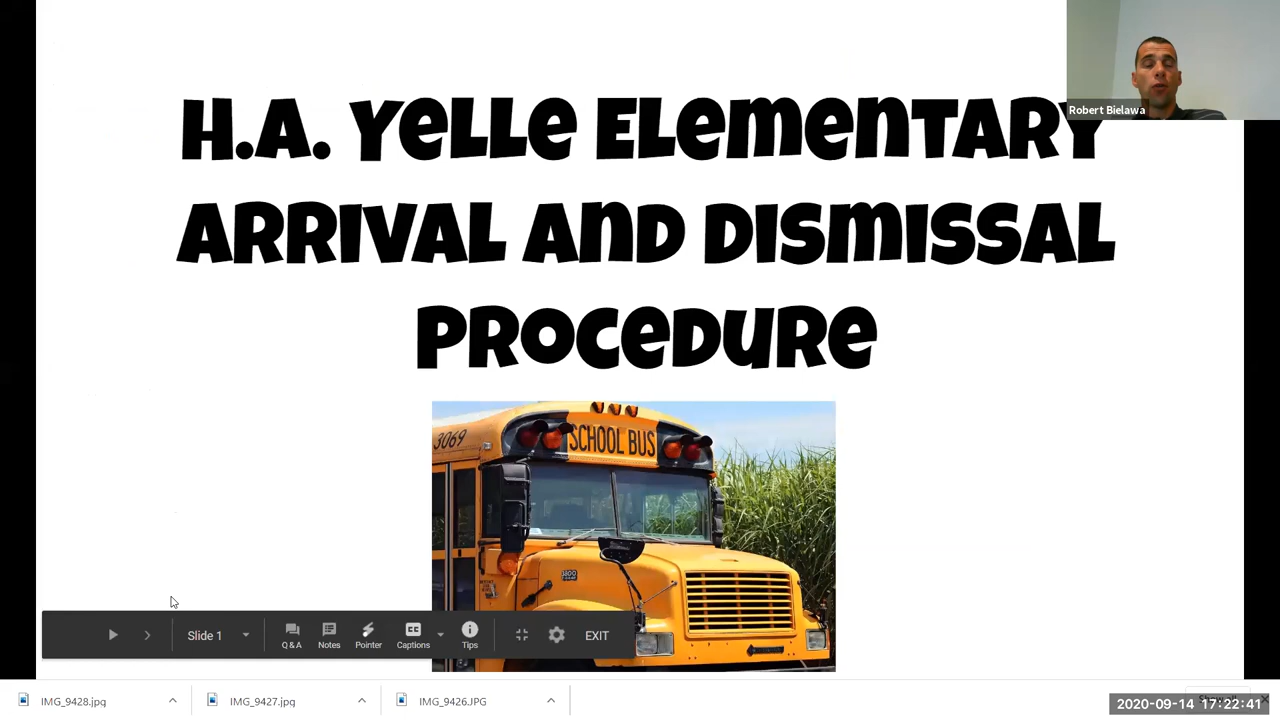 Robert Bielawa
H.A. Yelle Elementary
Arrival and Dismissal
Procedure
3069
SCHOOL BUS
3800
Slide 1
Q & A
Notes
Pointer
Captions
Tips
EXIT
IMG_9428.jpg
IMG_9427.jpg
IMG_9426.JPG
2020-09-14 17:22:41